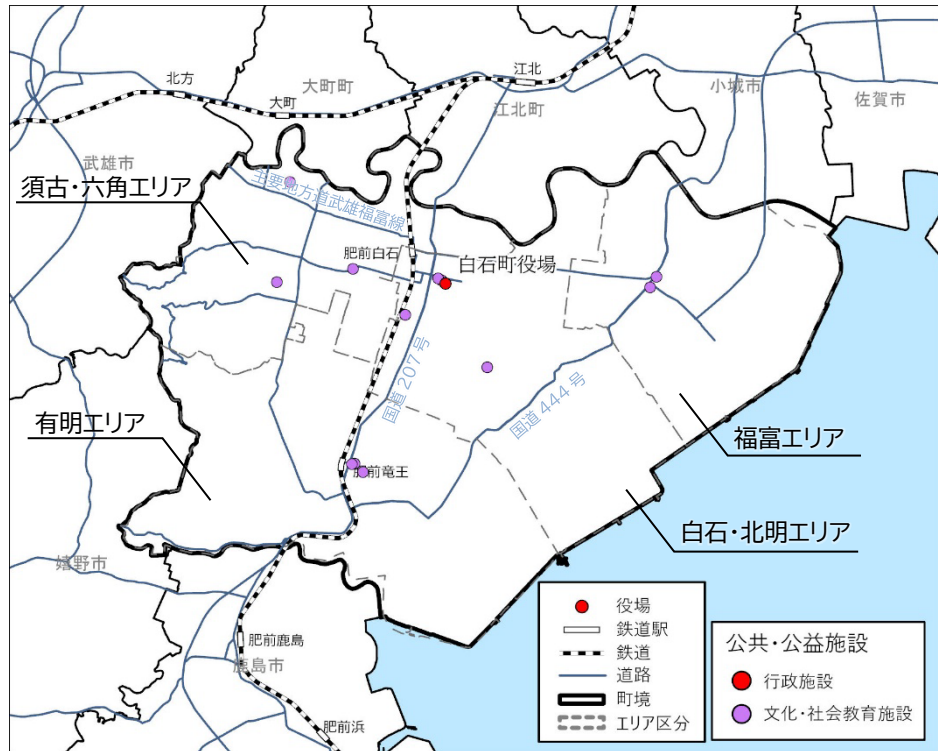 北方
大町
大町町
江北
江北町
小城市
佐賀市
武雄市
須古・六角エリア
主要地方道武雄福富線
肥前白石
白石町役場
国道 207 号
国道 444 号
有明エリア
福富エリア
肥前竜王
白石・北明エリア
嬉野市
肥前鹿島
鹿島市
肥前浜
役場
鉄道駅
鉄道
道路
町境
エリア区分
公共・公益施設
行政施設
文化・社会教育施設